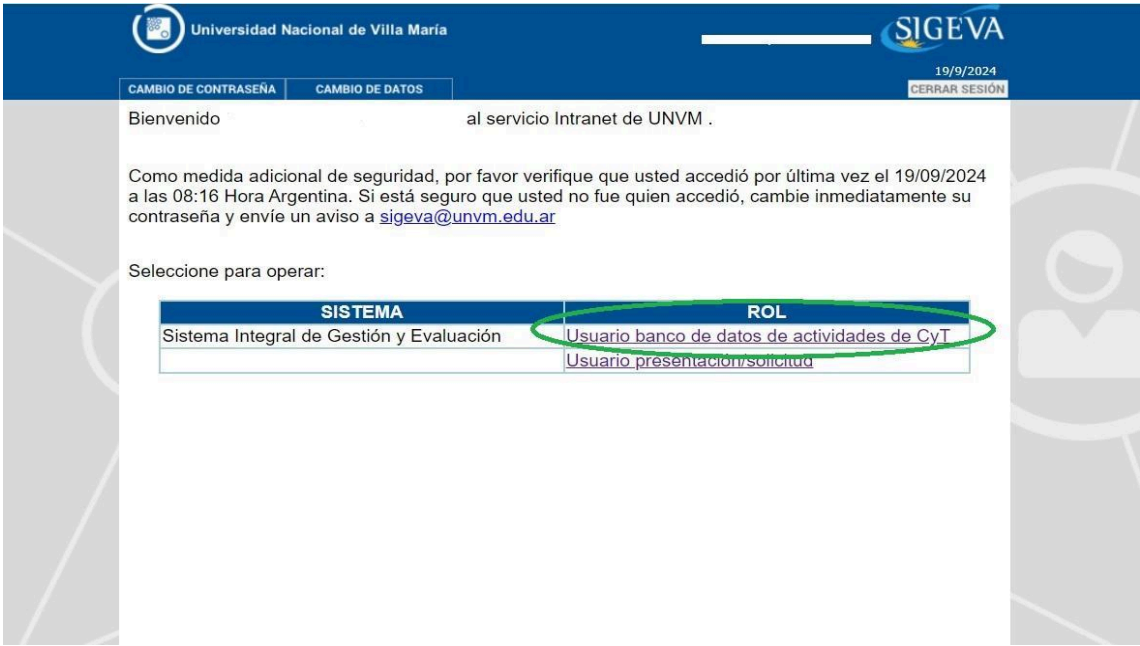 Universidad Nacional de Villa María
SIGEVA
19/9/2024
CAMBIO DE CONTRASEÑA CAMBIO DE DATOS CERRAR SESIÓN
Bienvenido al servicio Intranet de UNVM .
Como medida adicional de seguridad, por favor verifique que usted accedió por última vez el 19/09/2024
a las 08:16 Hora Argentina. Si está seguro que usted no fue quien accedió, cambie inmediatamente su
contraseña y envíe un aviso a sigeva@unvm.edu.ar
Seleccione para operar:
SISTEMA ROL
Sistema Integral de Gestión y Evaluación Usuario banco de datos de actividades de CyT
Usuario presentación/solicitud